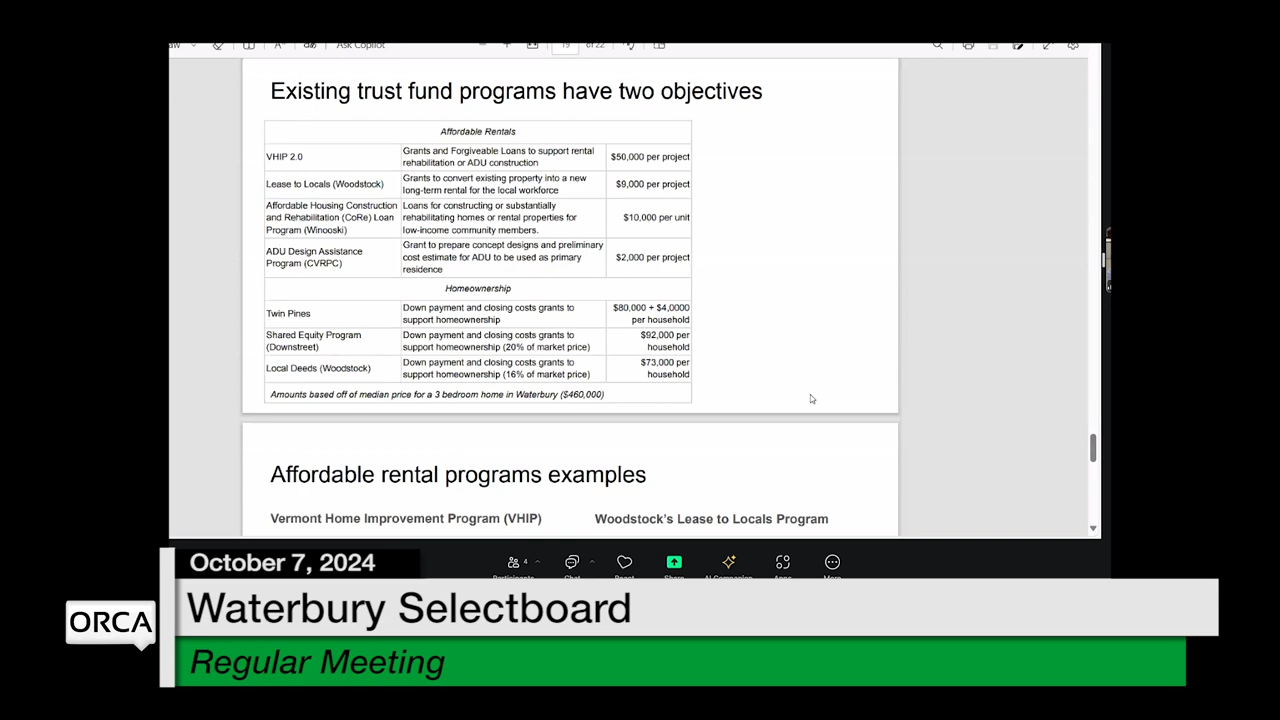 Ask Copilot
19 of 22
Existing trust fund programs have two objectives
Affordable Rentals
VHIP 2.0
Grants and Forgiveable Loans to support rental
rehabilitation or ADU construction
$50,000 per project
Lease to Locals (Woodstock)
Grants to convert existing property into a new
long-term rental for the local workforce
$9,000 per project
Affordable Housing Construction
and Rehabilitation (CoRe) Loan
Program (Winooski)
Loans for constructing or substantially
rehabilitating homes or rental properties for
low-income community members.
$10,000 per unit
ADU Design Assistance
Program (CVRPC)
Grant to prepare concept designs and preliminary
cost estimate for ADU to be used as primary
residence
$2,000 per project
Homeownership
Twin Pines
Down payment and closing costs grants to
support homeownership
$80,000 + $4,0000
per household
Shared Equity Program
(Downstreet)
Down payment and closing costs grants to
support homeownership (20% of market price)
$92,000 per
household
Local Deeds (Woodstock)
Down payment and closing costs grants to
support homeownership (16% of market price)
$73,000 per
household
Amounts based off of median price for a 3 bedroom home in Waterbury ($460,000)
Affordable rental programs examples
Vermont Home Improvement Program (VHIP)
Woodstock's Lease to Locals Program
4
October 7, 2024
ORCA
Waterbury Selectboard
Regular Meeting